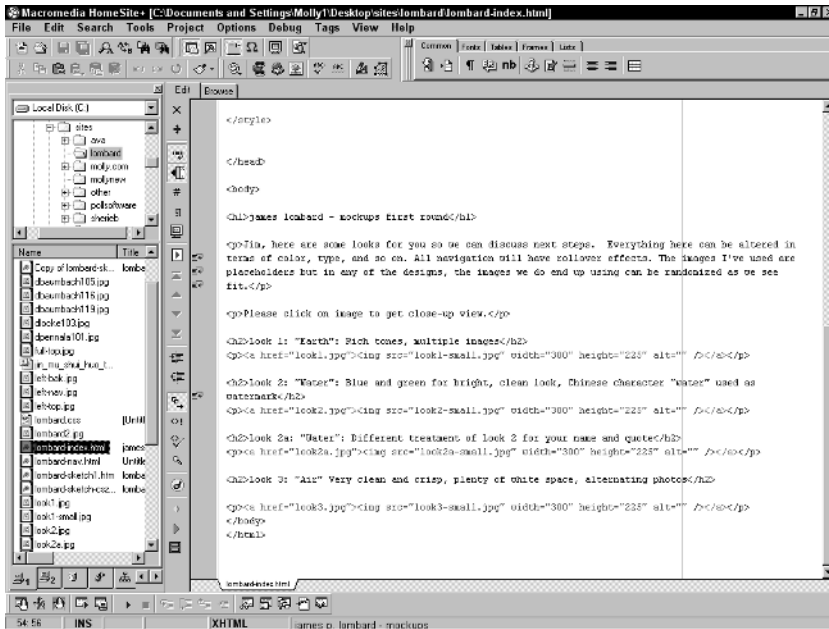 Macromedia HomeSite+ [C:\Documents and Settings\Molly1\Desktop\sites\lombard\lombard-index.html]
File Edit Search Tools Project Options Debug Tags View Help
Common Fonts Tables Frames Lists
Edit Browse
Local Disk (C:)
sites
ava
lombard
molly.com
molynew
other
pollsoftware
sherieb
Name Title
Copy of lombard-sk... lomba
dbaumbach105.jpg
dbaumbach116.jpg
dbaumbach119.jpg
dlocke103.jpg
dpennala101.jpg
full-top.jpg
jin_mu_shui_huo_t...
left-bak.jpg
left-nav.jpg
left-top.jpg
lombard.css [Untitl
lombard2.jpg
lombard-index.html james
lombard-nav.html Untitle
lombard-sketch1.htm lomba
lombard-sketch-csz... lomba
look1.jpg
look1-small.jpg
look2.jpg
look2a.jpg
</style>
</head>
<body>
<h1>james lombard - mockups first round</h1>
<p>Jim, here are some looks for you so we can discuss next steps. Everything here can be altered in
terms of color, type, and so on. All navigation will have rollover effects. The images I've used are
placeholders but in any of the designs, the images we do end up using can be randomized as we see
fit.</p>
<p>Please click on image to get close-up view.</p>
<h2>look 1: "Earth": Rich tones, multiple images</h2>
<p><a href="look1.jpg"><img src="look1-small.jpg" width="300" height="225" alt="" /></a></p>
<h2>look 2: "Water": Blue and green for bright, clean look, Chinese character "water" used as
watermark</h2>
<p><a href="look2.jpg"><img src="look2-small.jpg" width="300" height="225" alt="" /></a></p>
<h2>look 2a: "Water": Different treatment of look 2 for your name and quote</h2>
<p><a href="look2a.jpg"><img src="look2a-small.jpg" width="300" height="225" alt="" /></a></p>
<h2>look 3: "Air" Very clean and crisp, plenty of white space, alternating photos</h2>
<p><a href="look3.jpg"><img src="look3-small.jpg" width="300" height="225" alt="" /></a></p>
</body>
</html>
lombard-index.html
54:56 INS XHTML james p. lombard - mockups